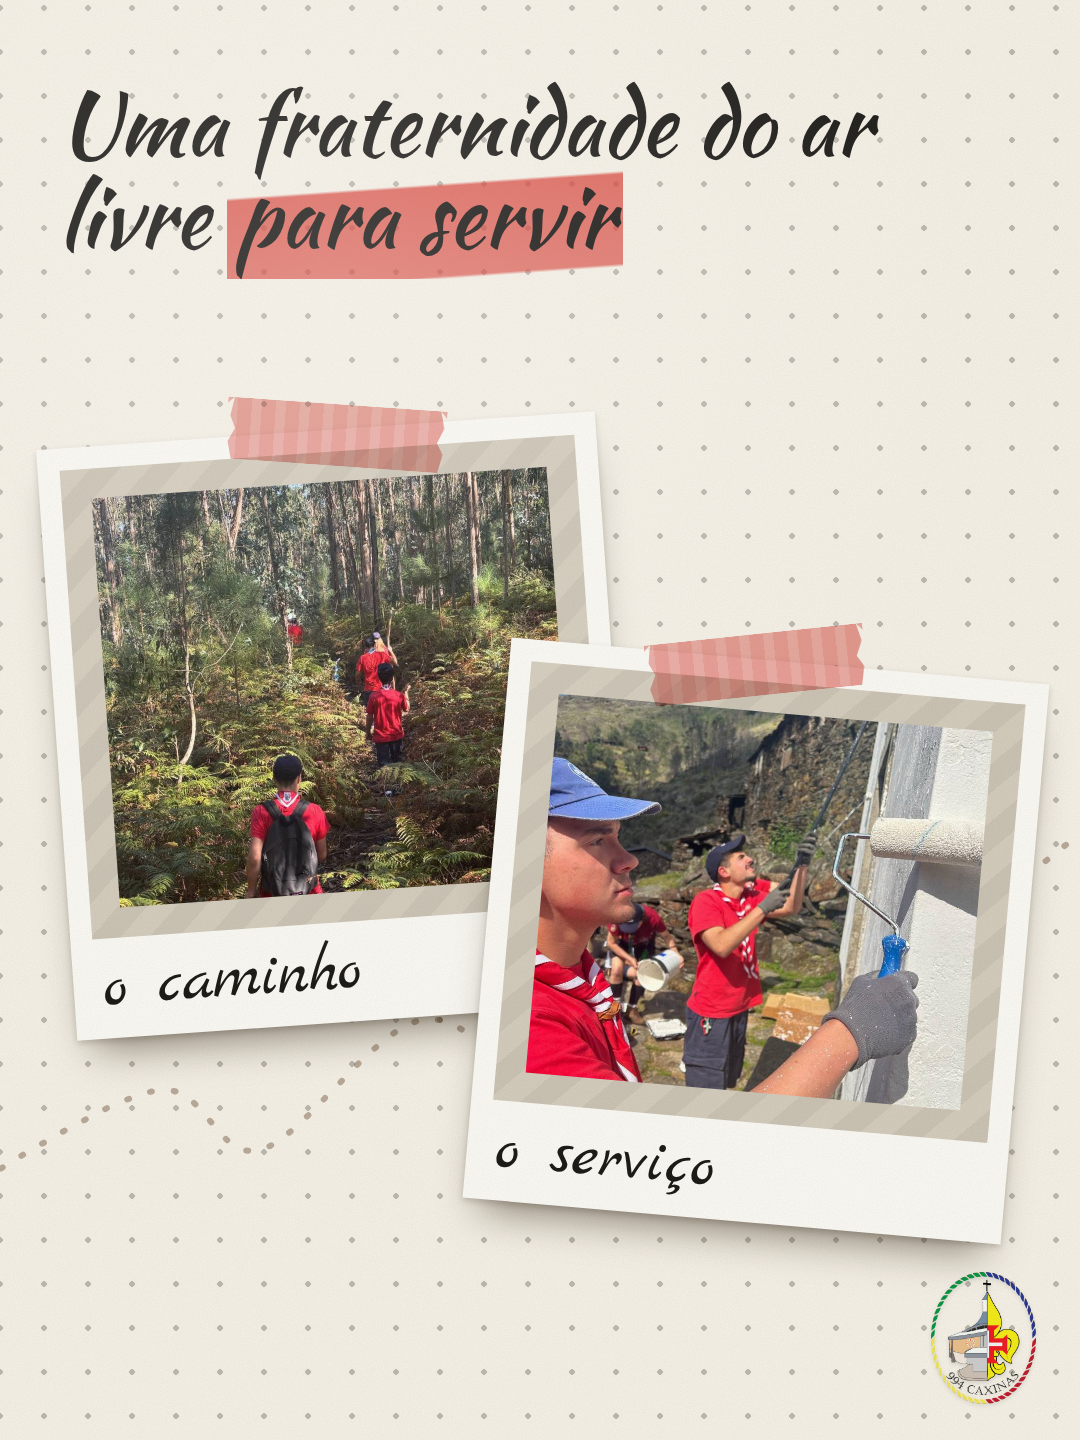 Uma fraternidade do ar
livre para servir
o caminho
o serviço
994 CAXINAS